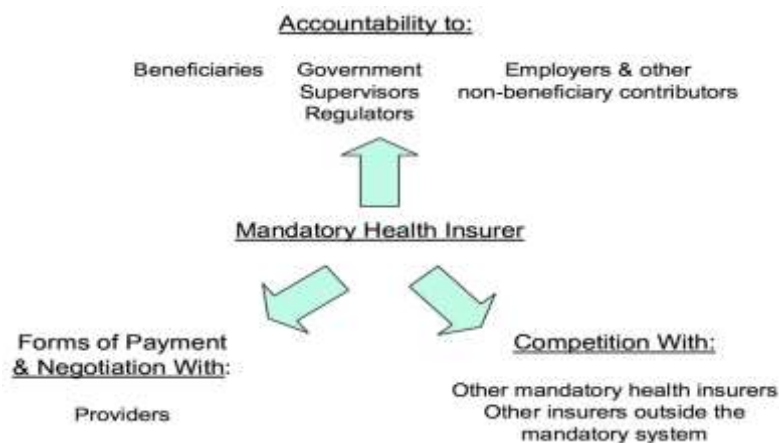 Accountability to:
Beneficiaries
Government
Supervisors
Regulators
Employers & other
non-beneficiary contributors
Mandatory Health Insurer
Forms of Payment
& Negotiation With:
Providers
Competition With:
Other mandatory health insurers
Other insurers outside the
mandatory system